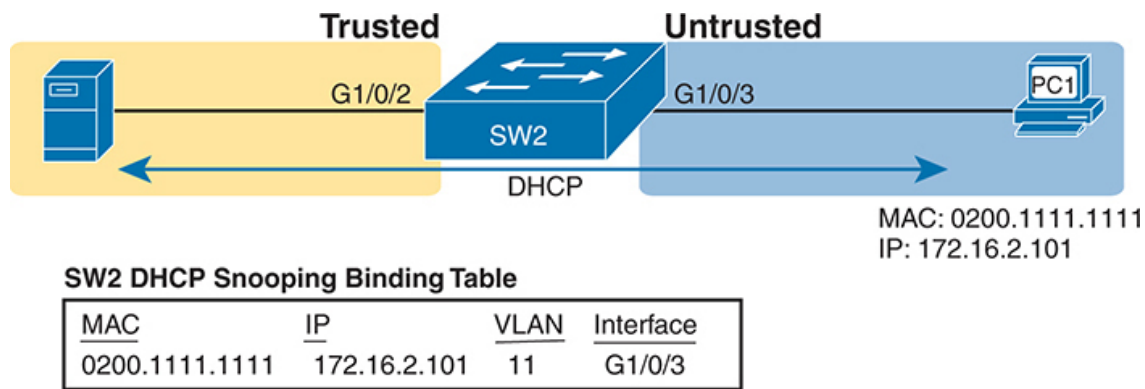 Trusted Untrusted
G1/0/2 G1/0/3
PC1
SW2
DHCP
MAC: 0200.1111.1111
IP: 172.16.2.101
SW2 DHCP Snooping Binding Table
MAC IP VLAN Interface
0200.1111.1111 172.16.2.101 11 G1/0/3